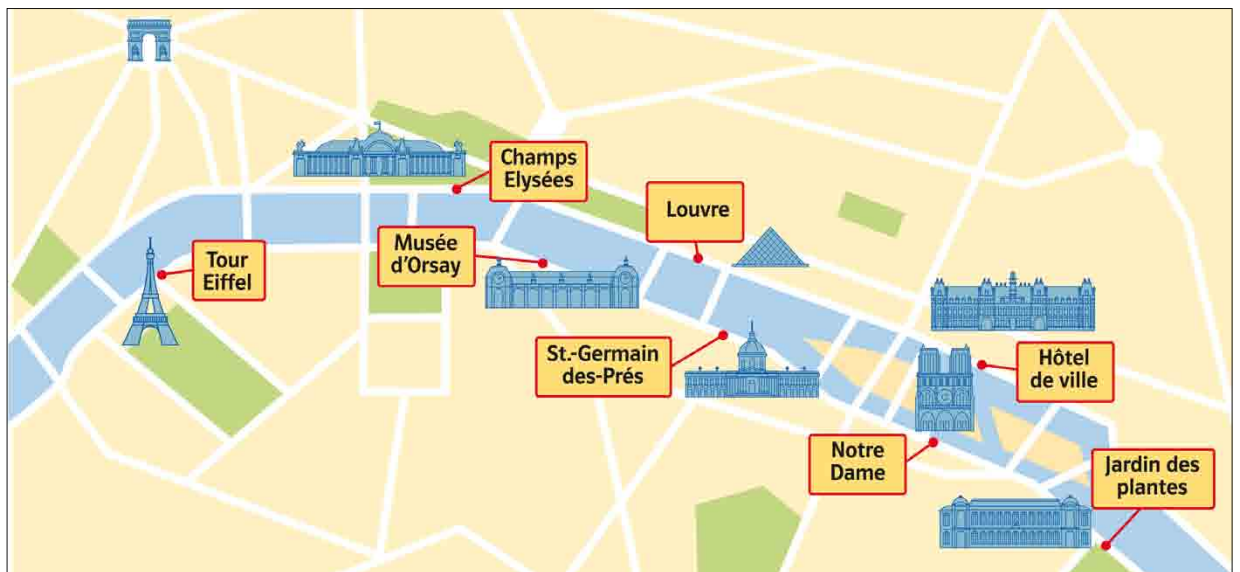 Champs
Elysées
Louvre
Musée
d'Orsay
Tour
Eiffel
St.-Germain
des-Prés
Hôtel
de ville
Notre
Dame
Jardin des
plantes